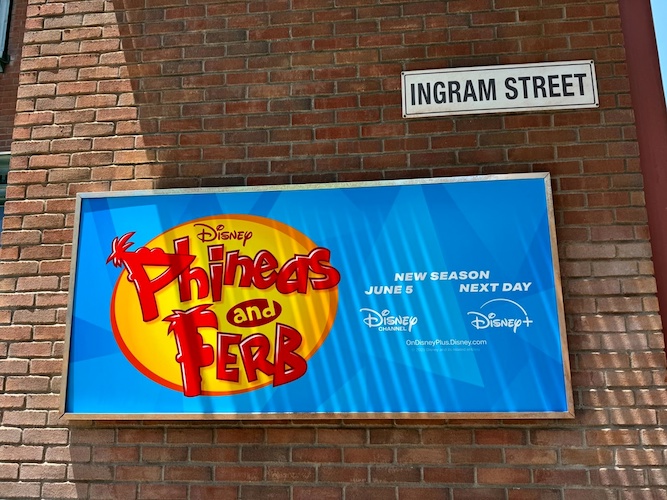 INGRAM STREET
Disney
Phineas
and
FERB
NEW SEASON
JUNE 5 NEXT DAY
Disney
CHANNEL
Disney+
OnDisneyPlus.Disney.com